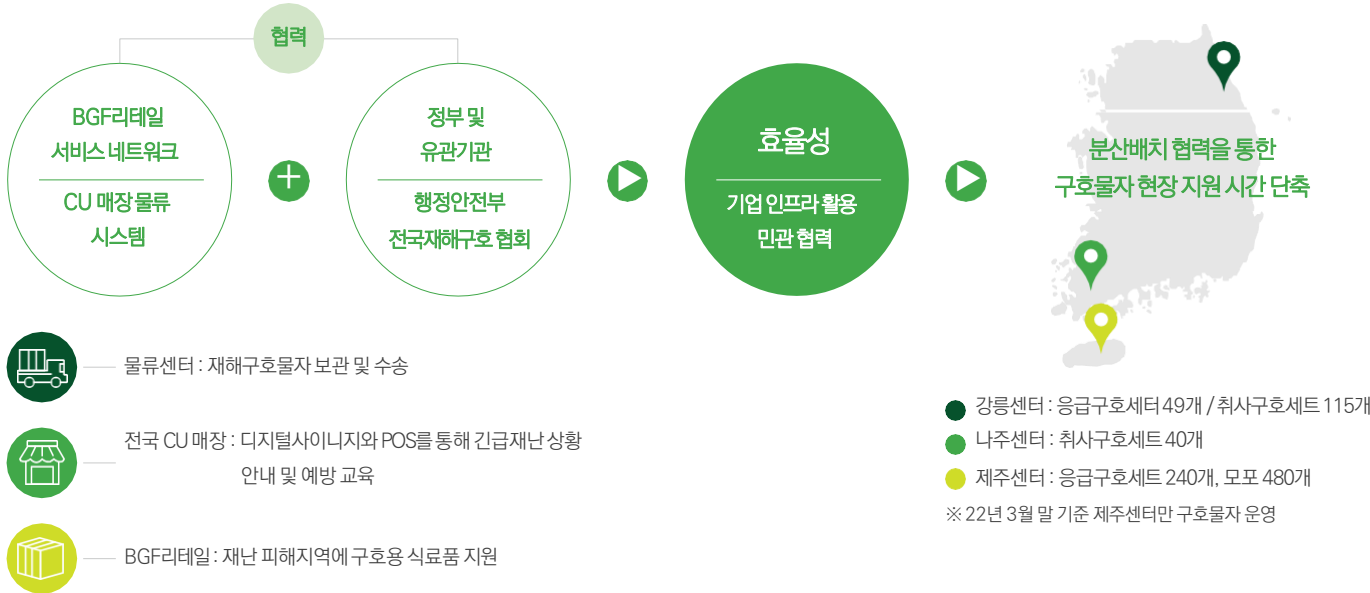 협력
BGF리테일
서비스 네트워크
CU 매장 물류
시스템
정부 및
유관기관
행정안전부
전국재해구호 협회
효율성
기업 인프라 활용
민관 협력
분산배치 협력을 통한
구호물자 현장 지원 시간 단축
물류센터 : 재해구호물자 보관 및 수송
전국 CU 매장 : 디지털사이니지와 POS를 통해 긴급재난 상황
안내 및 예방 교육
BGF리테일 : 재난 피해지역에 구호용 식료품 지원
강릉센터 : 응급구호세터 49개 / 취사구호세트 115개
나주센터 : 취사구호세트 40개
제주센터 : 응급구호세트 240개, 모포 480개
※ 22년 3월 말 기준 제주센터만 구호물자 운영